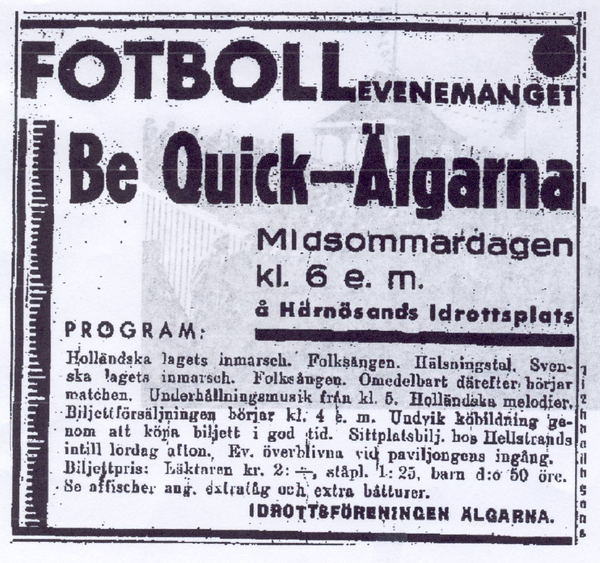 FOTBOLL EVENEMANGET
Be Quick—Älgarna
Midsommardagen
kl. 6 e. m.
å Härnösands Idrottsplats
PROGRAM:
Holländska lagets inmarsch. Folksången. Hälsningstal. Sven-
ska lagets inmarsch. Folksången. Omedelbart därefter börjar
matchen. Underhållningsmusik från kl. 5. Holländska melodier.
Biljettförsäljningen börjar kl. 4 e. m. Undvik köbildning ge-
nom att köpa biljett i god tid. Sittplatsbilj. hos Hellstrands
intill lördag afton. Ev. överblivna vid paviljongens ingång.
Biljettpris: Läktaren kr. 2:—, ståpl. 1:25, barn d:o 50 öre.
Se affischer ang. extratåg och extra båtturer.
IDROTTSFÖRENINGEN ÄLGARNA.